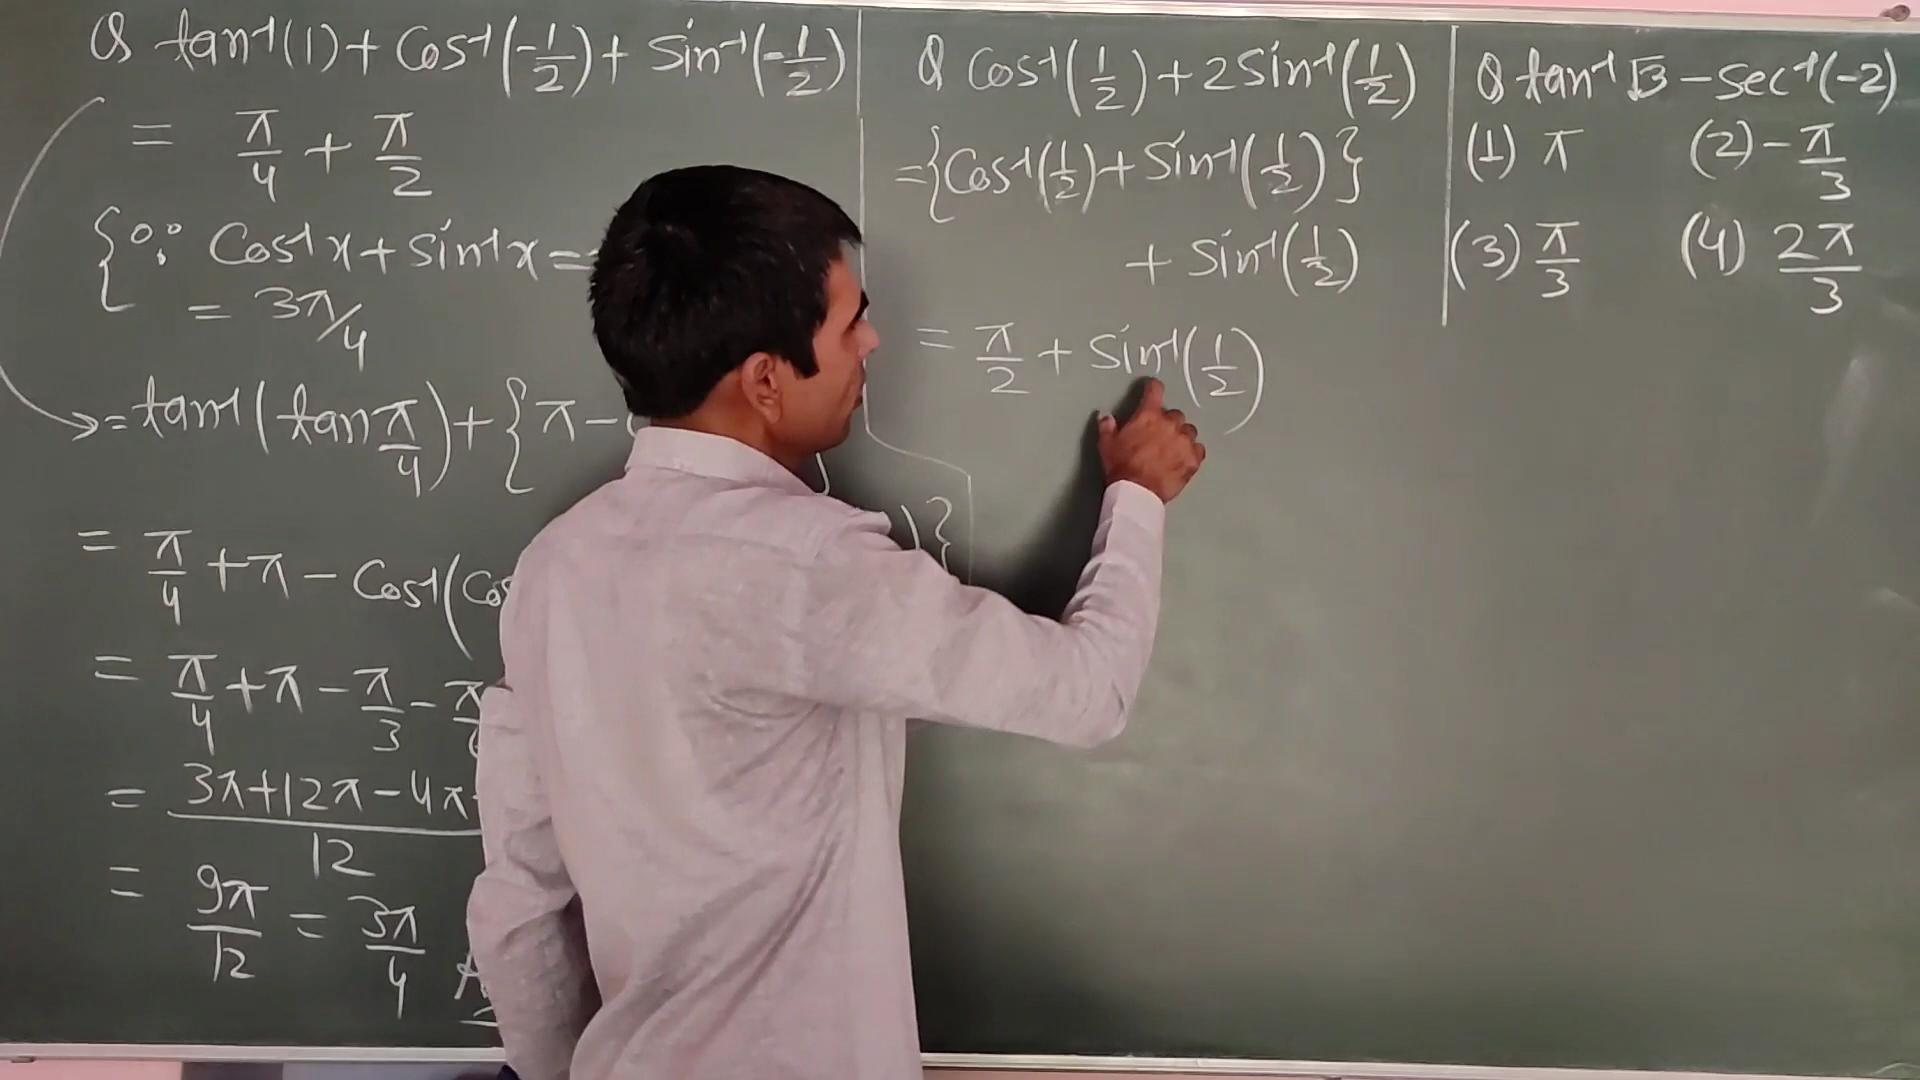 Q tan⁻¹(1) + Cos⁻¹(-1/2) + Sin⁻¹(-1/2)
= π/4 + π/2
{∵ Cos⁻¹x + Sin⁻¹x =
= 3π/4
→ = tan⁻¹(tan π/4) + {π -
= π/4 + π - Cos⁻¹(Cos
= π/4 + π - π/3 - π/
= (3π + 12π - 4π)/12
= 9π/12 = 3π/4
)}
Q Cos⁻¹(1/2) + 2Sin⁻¹(1/2)
= {Cos⁻¹(1/2) + Sin⁻¹(1/2)}
+ Sin⁻¹(1/2)
= π/2 + Sin⁻¹(1/2)
Q tan⁻¹√3 - Sec⁻¹(-2)
(1) π (2) -π/3
(3) π/3 (4) 2π/3